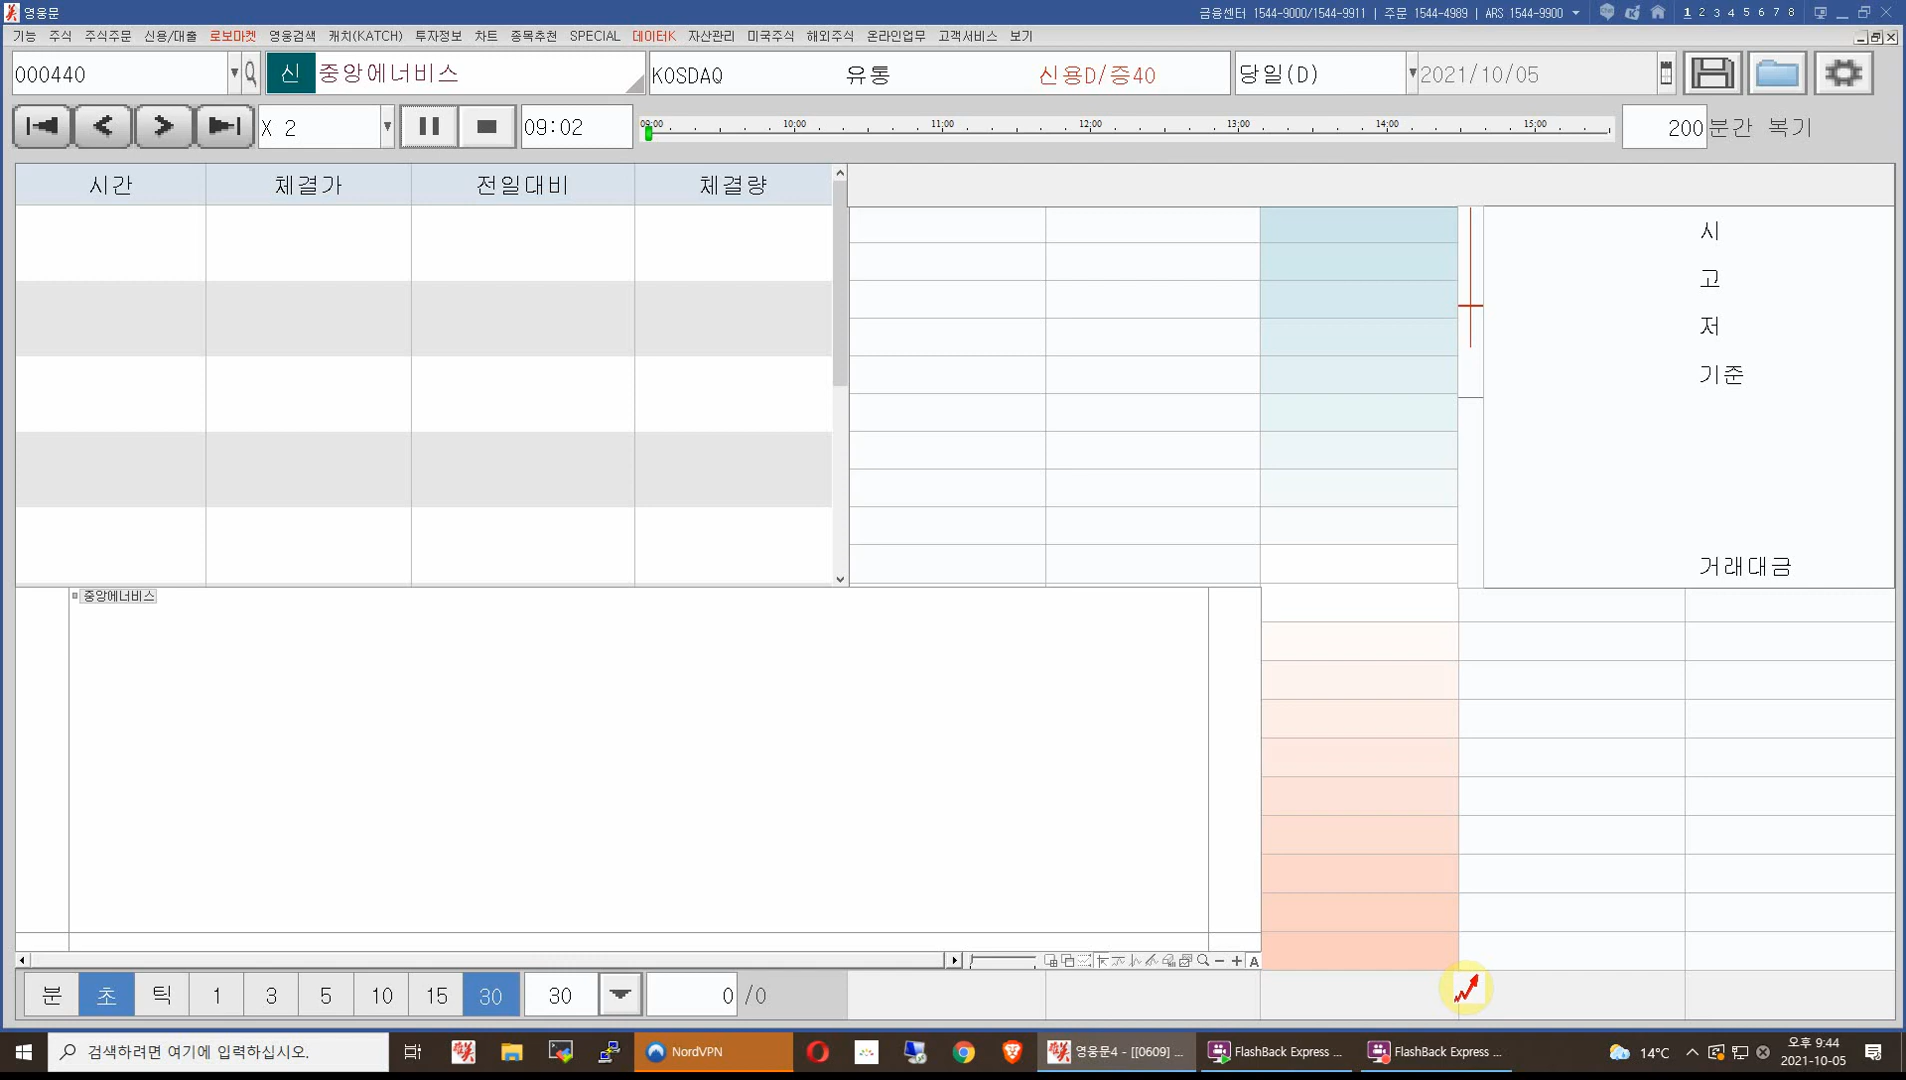 영웅문
금융센터 1544-9000/1544-9911 | 주문 1544-4989 | ARS 1544-9900
1 2 3 4 5 6 7 8
기능 주식 주식주문 신용/대출 로보마켓 영웅검색 캐치(KATCH) 투자정보 차트 종목추천 SPECIAL 데이터K 자산관리 미국주식 해외주식 온라인업무 고객서비스 보기
000440 신 중앙에너비스 KOSDAQ 유통 신용D/증40 당일(D) 2021/10/05
X 2 09:02 09:00 10:00 11:00 12:00 13:00 14:00 15:00 200 분간 복기
시간 체결가 전일대비 체결량
시
고
저
기준
거래대금
중앙에너비스
A
분 초 틱 1 3 5 10 15 30 30 0 /0
검색하려면 여기에 입력하십시오. NordVPN 영웅문4 - [[0609] ... FlashBack Express ... FlashBack Express ... 14°C 오후 9:44
2021-10-05